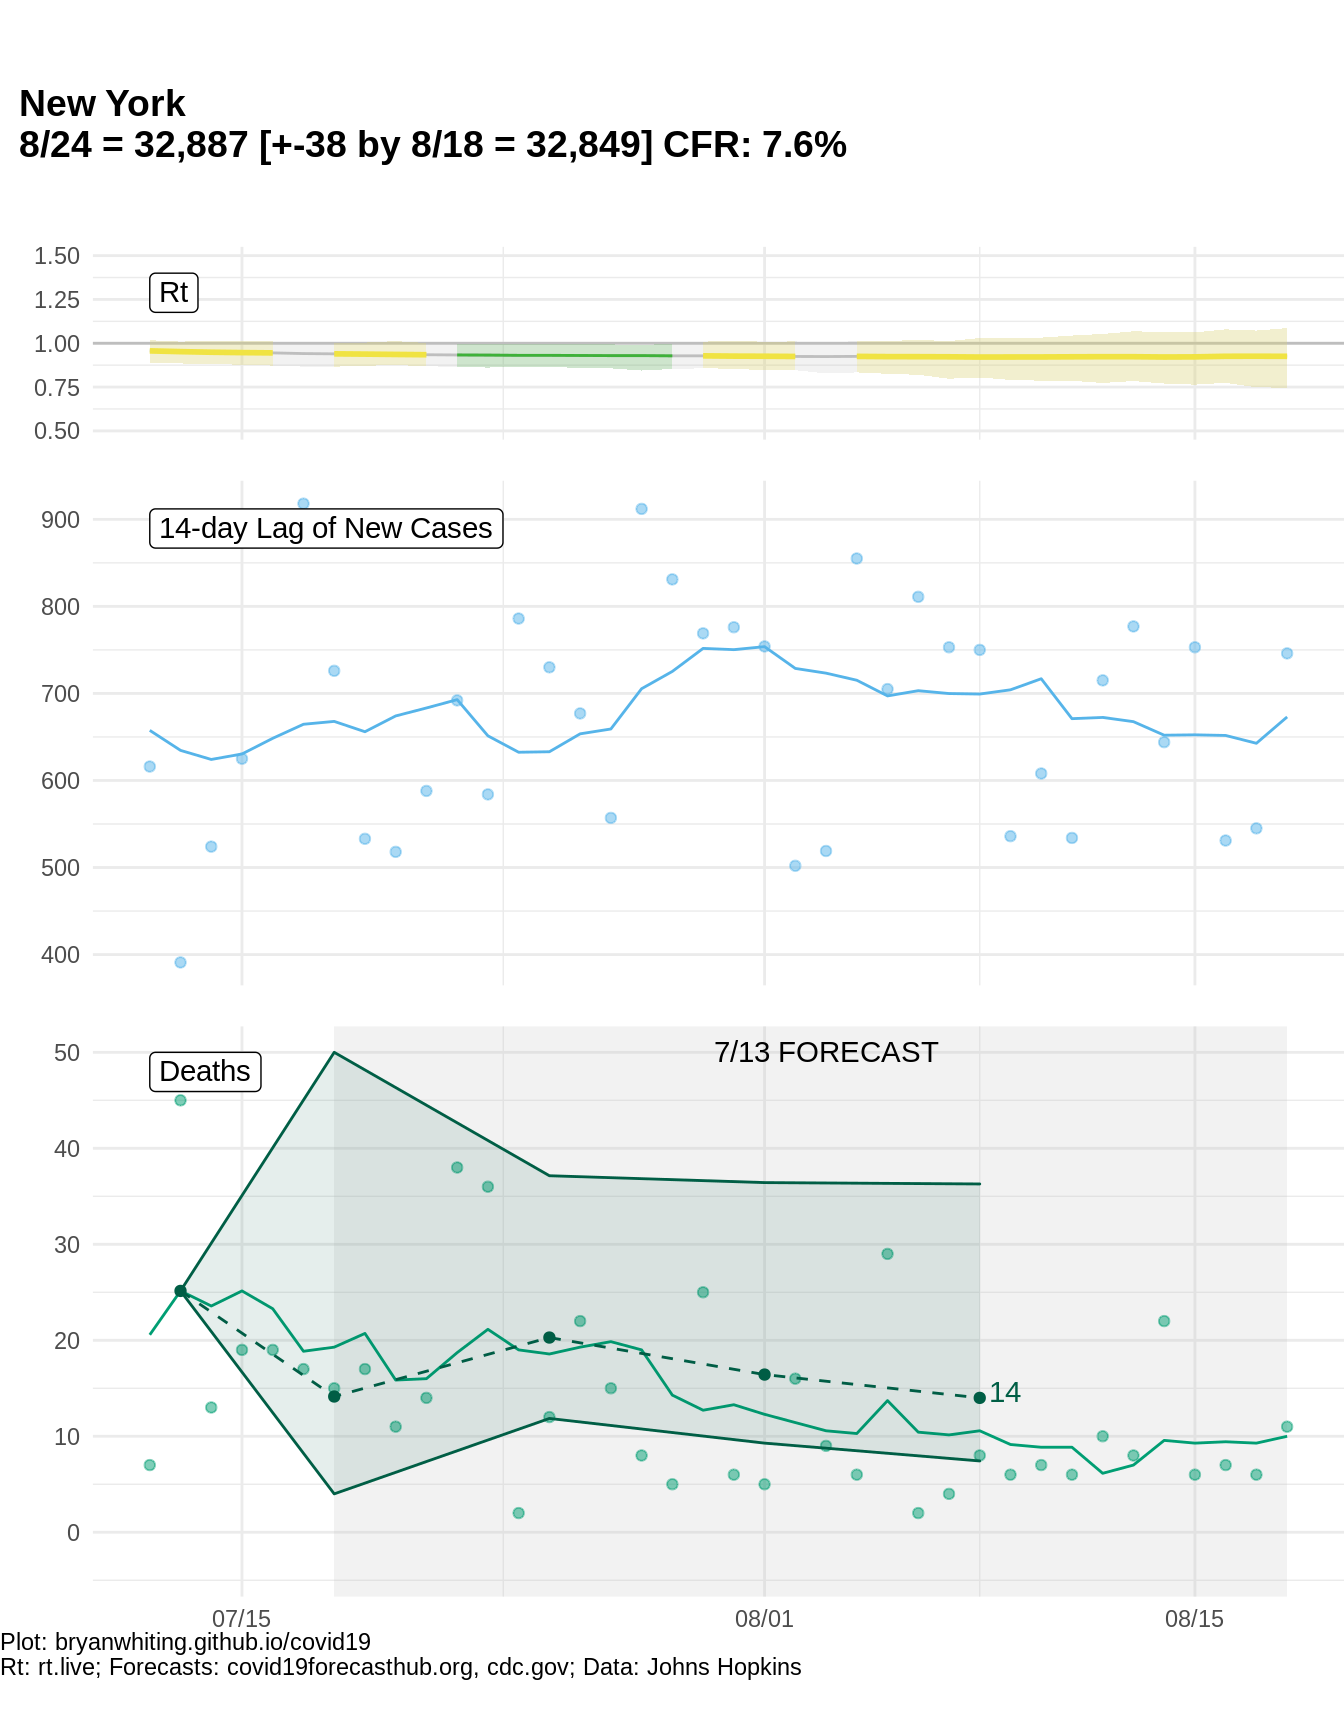 New York
8/24 = 32,887 [+-38 by 8/18 = 32,849] CFR: 7.6%
1.50
Rt
1.25
1.00
0.75
0.50
900
14-day Lag of New Cases
800
700
600
500
400
50
7/13 FORECAST
Deaths
40
30
20
14
10
0
07/15 08/01 08/15
Plot: bryanwhiting.github.io/covid19
Rt: rt.live; Forecasts: covid19forecasthub.org, cdc.gov; Data: Johns Hopkins